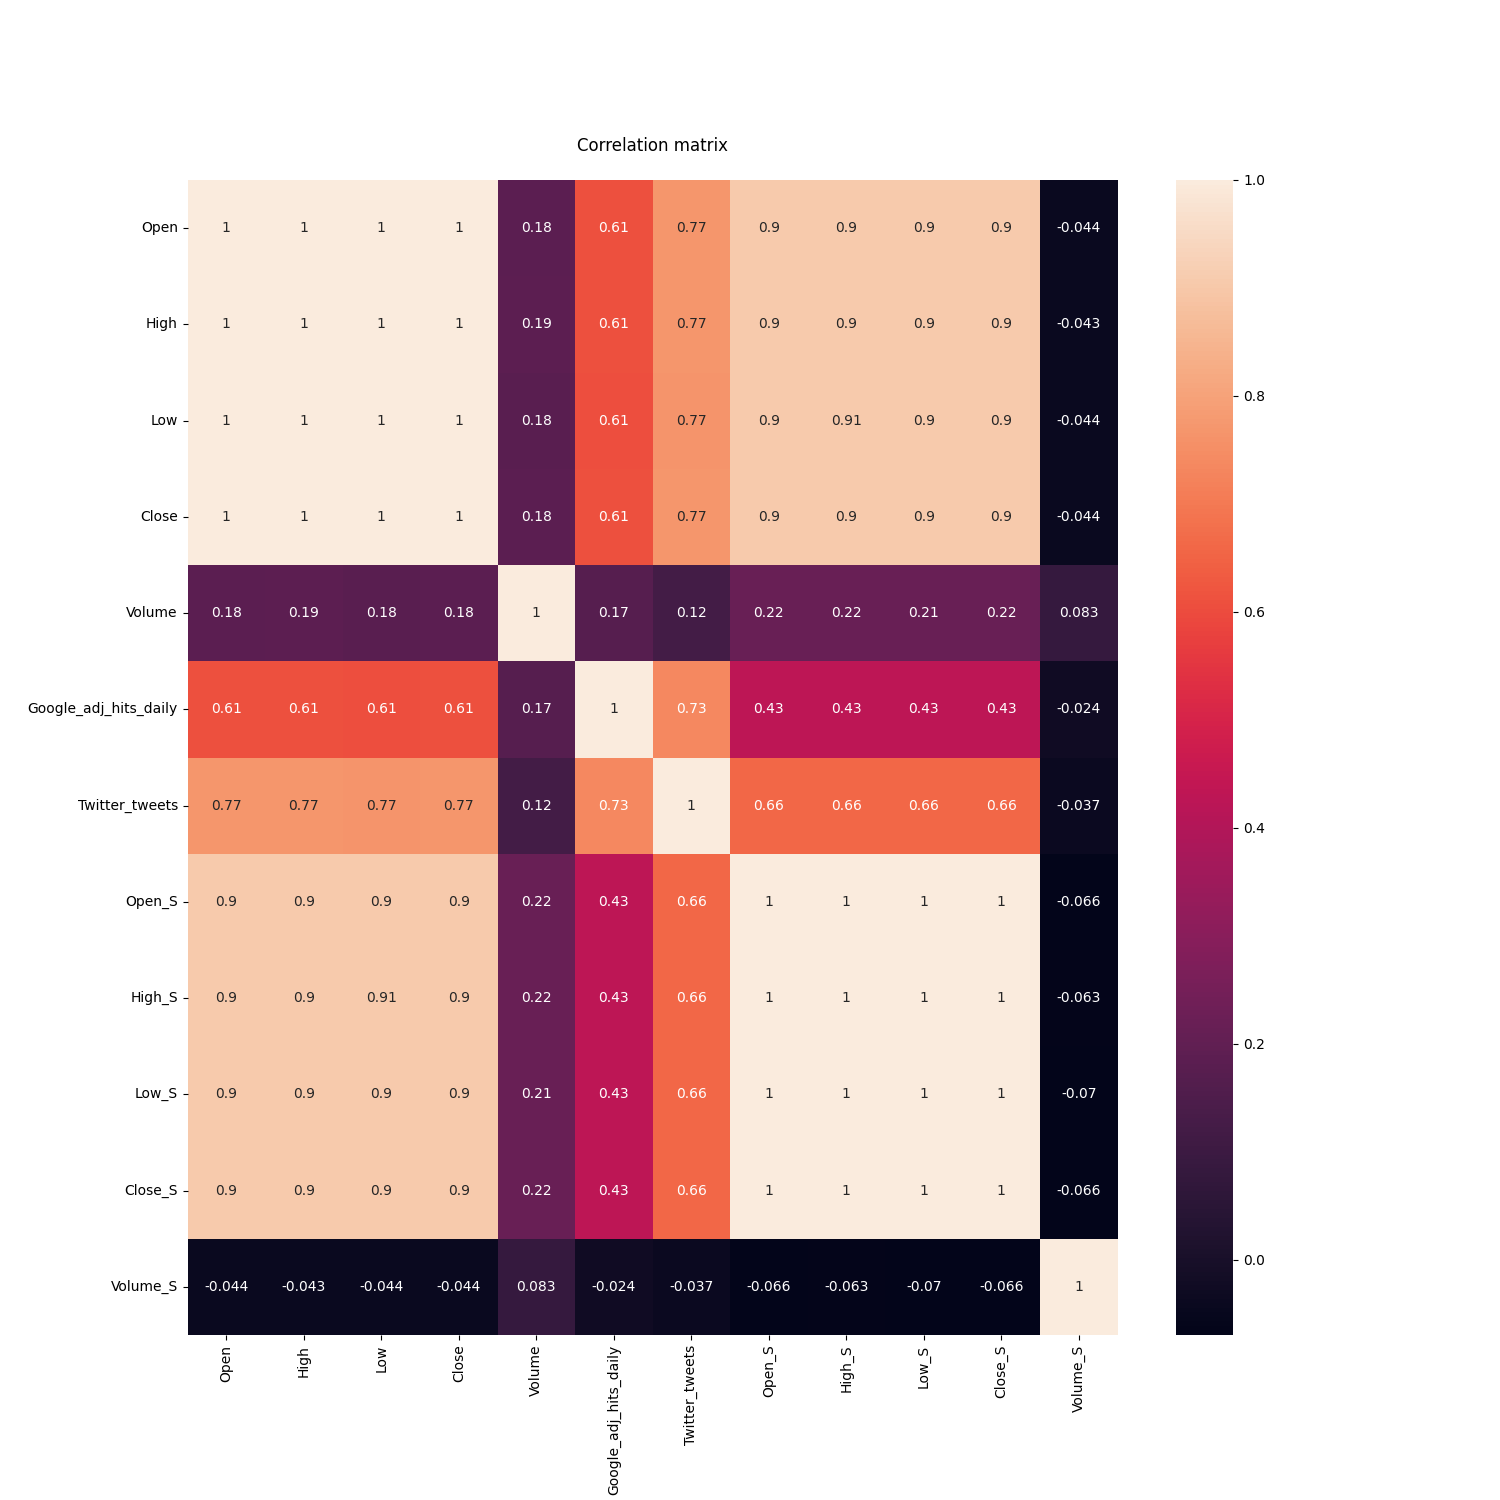 Correlation matrix
Open 1 1 1 1 0.18 0.61 0.77 0.9 0.9 0.9 0.9 -0.044
High 1 1 1 1 0.19 0.61 0.77 0.9 0.9 0.9 0.9 -0.043
Low 1 1 1 1 0.18 0.61 0.77 0.9 0.91 0.9 0.9 -0.044
Close 1 1 1 1 0.18 0.61 0.77 0.9 0.9 0.9 0.9 -0.044
Volume 0.18 0.19 0.18 0.18 1 0.17 0.12 0.22 0.22 0.21 0.22 0.083
Google_adj_hits_daily 0.61 0.61 0.61 0.61 0.17 1 0.73 0.43 0.43 0.43 0.43 -0.024
Twitter_tweets 0.77 0.77 0.77 0.77 0.12 0.73 1 0.66 0.66 0.66 0.66 -0.037
Open_S 0.9 0.9 0.9 0.9 0.22 0.43 0.66 1 1 1 1 -0.066
High_S 0.9 0.9 0.91 0.9 0.22 0.43 0.66 1 1 1 1 -0.063
Low_S 0.9 0.9 0.9 0.9 0.21 0.43 0.66 1 1 1 1 -0.07
Close_S 0.9 0.9 0.9 0.9 0.22 0.43 0.66 1 1 1 1 -0.066
Volume_S -0.044 -0.043 -0.044 -0.044 0.083 -0.024 -0.037 -0.066 -0.063 -0.07 -0.066 1
Open High Low Close Volume Google_adj_hits_daily Twitter_tweets Open_S High_S Low_S Close_S Volume_S
1.0
0.8
0.6
0.4
0.2
0.0